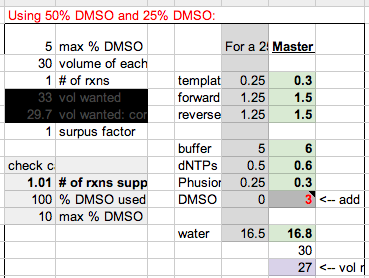 Using 50% DMSO and 25% DMSO:
5 max % DMSO For a 2 Master
30 volume of each
1 # of rxns templat 0.25 0.3
33 vol wanted forward 1.25 1.5
29.7 vol wanted: cor reverse 1.25 1.5
1 surpus factor
buffer 5 6
check c dNTPs 0.5 0.6
1.01 # of rxns supp Phusior 0.25 0.3
100 % DMSO used DMSO 0 3 <-- add
10 max % DMSO
water 16.5 16.8
30
27 <-- vol r